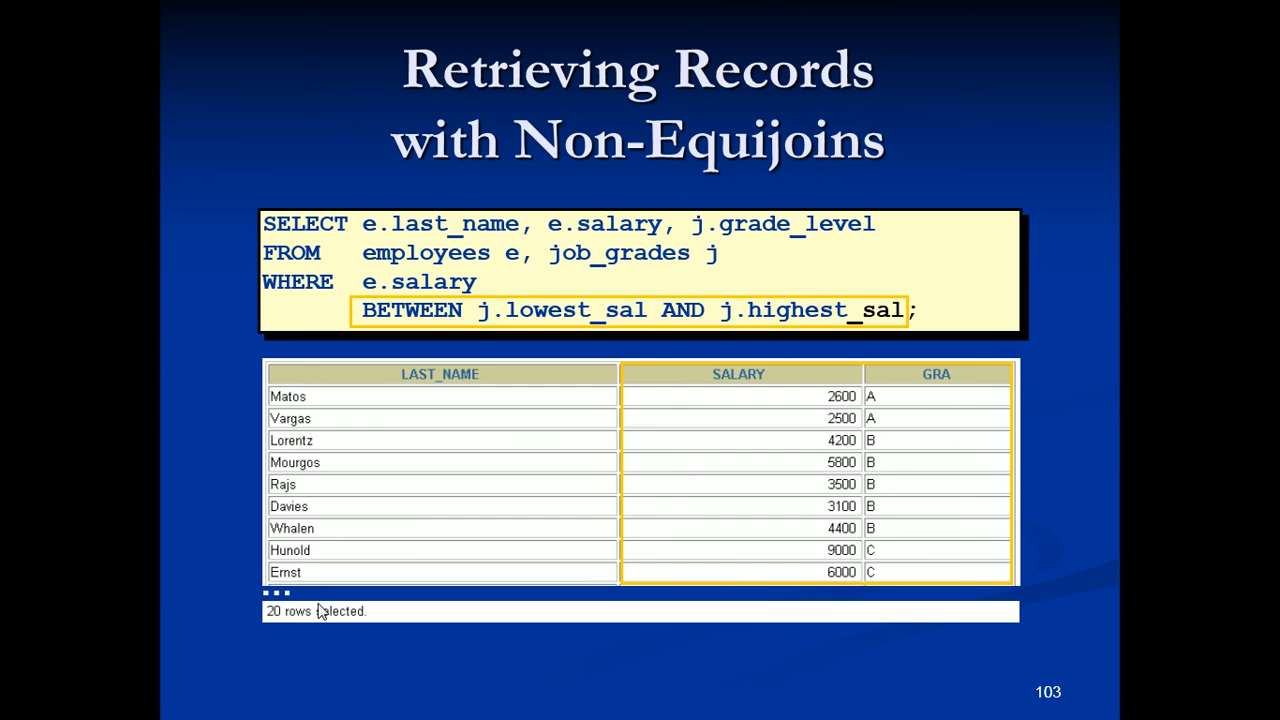 Retrieving Records
with Non-Equijoins
SELECT e.last_name, e.salary, j.grade_level
FROM employees e, job_grades j
WHERE e.salary
BETWEEN j.lowest_sal AND j.highest_sal;
LAST_NAME SALARY GRA
Matos 2600 A
Vargas 2500 A
Lorentz 4200 B
Mourgos 5800 B
Rajs 3500 B
Davies 3100 B
Whalen 4400 B
Hunold 9000 C
Ernst 6000 C
...
20 rows selected.
103